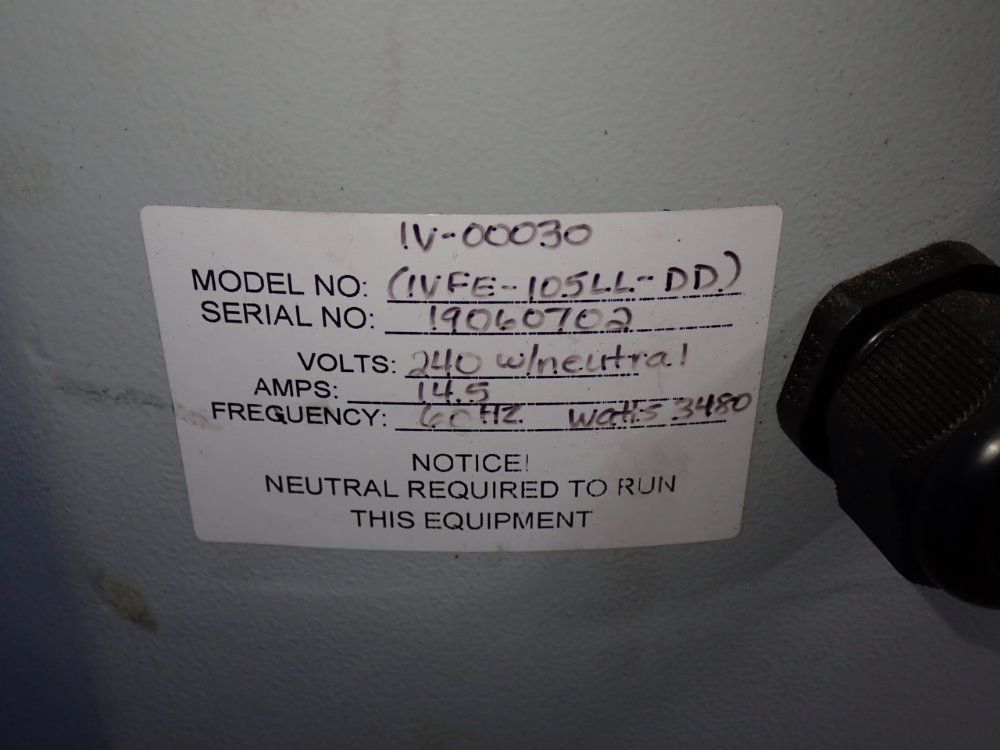 IV-00030
MODEL NO: (IVFE-105LL-DD)
SERIAL NO: 19060702
VOLTS: 240 w/neutral
AMPS: 14.5
FREQUENCY: 60 HZ. Watts 3480
NOTICE!
NEUTRAL REQUIRED TO RUN
THIS EQUIPMENT